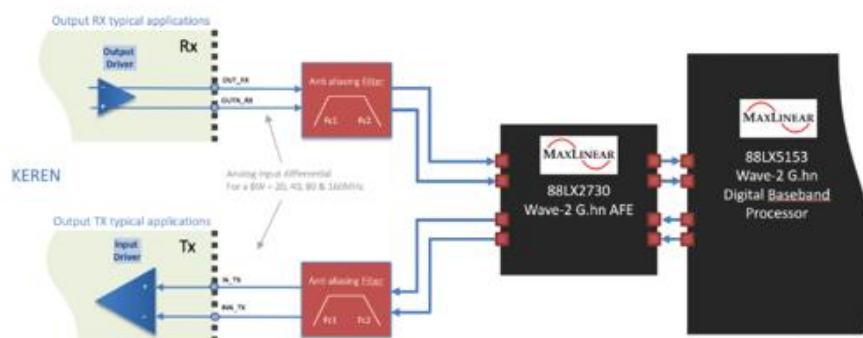 Output RX typical applications
Rx
Output
Driver
OUT_RX
OUTN_RX
Anti aliasing filter
Fc1 Fc2
MAXLINEAR
88LX2730
Wave-2 G.hn AFE
MAXLINEAR
88LX5153
Wave-2 G.hn
Digital Baseband
Processor
KEREN
Analog input differential
For a BW = 20, 40, 80 & 160MHz
Output TX typical applications
Tx
Input
Driver
IN_TX
Anti aliasing filter
Fc1 Fc2